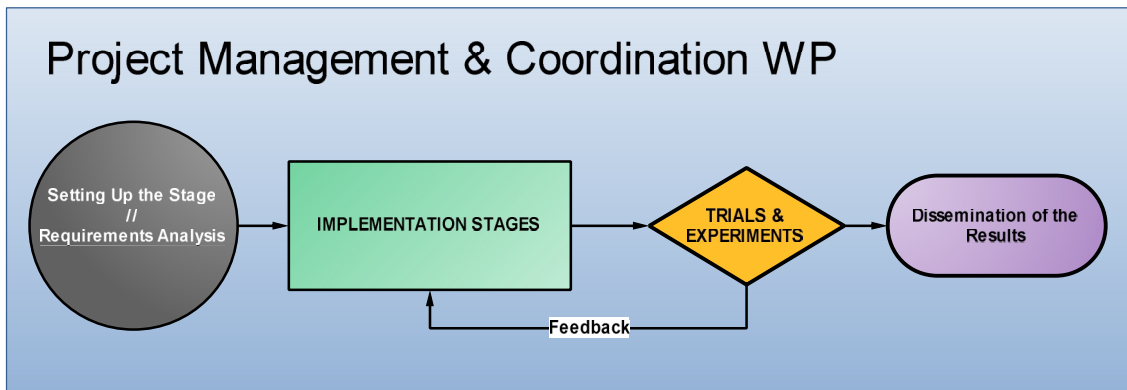 Project Management & Coordination WP
Setting Up the Stage
//
Requirements Analysis
IMPLEMENTATION STAGES
TRIALS &
EXPERIMENTS
Dissemination of the
Results
Feedback